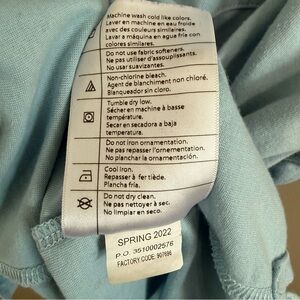 Machine wash cold like colors.
Laver en machine en eau froide
avec des couleurs similaires.
Lavar a máquina en agua fría con
colores similares.
Do not use fabric softeners.
Ne pas utiliser d'assouplissants.
No usar suavizantes.
Non-chlorine bleach.
Agent de blanchiment non chloré.
Blanqueador sin cloro.
Tumble dry low.
Sécher en machine à basse
température.
Secar en secadora a baja
temperatura.
Do not iron ornamentation.
Ne pas repasser l'ornementation.
No planchar la ornamentación.
Cool iron.
Repasser à fer tiède.
Plancha fría.
Do not dry clean.
Ne pas nettoyer à sec.
No limpiar en seco.
SPRING 2022
P.O. 3510002576
FACTORY CODE: 907696